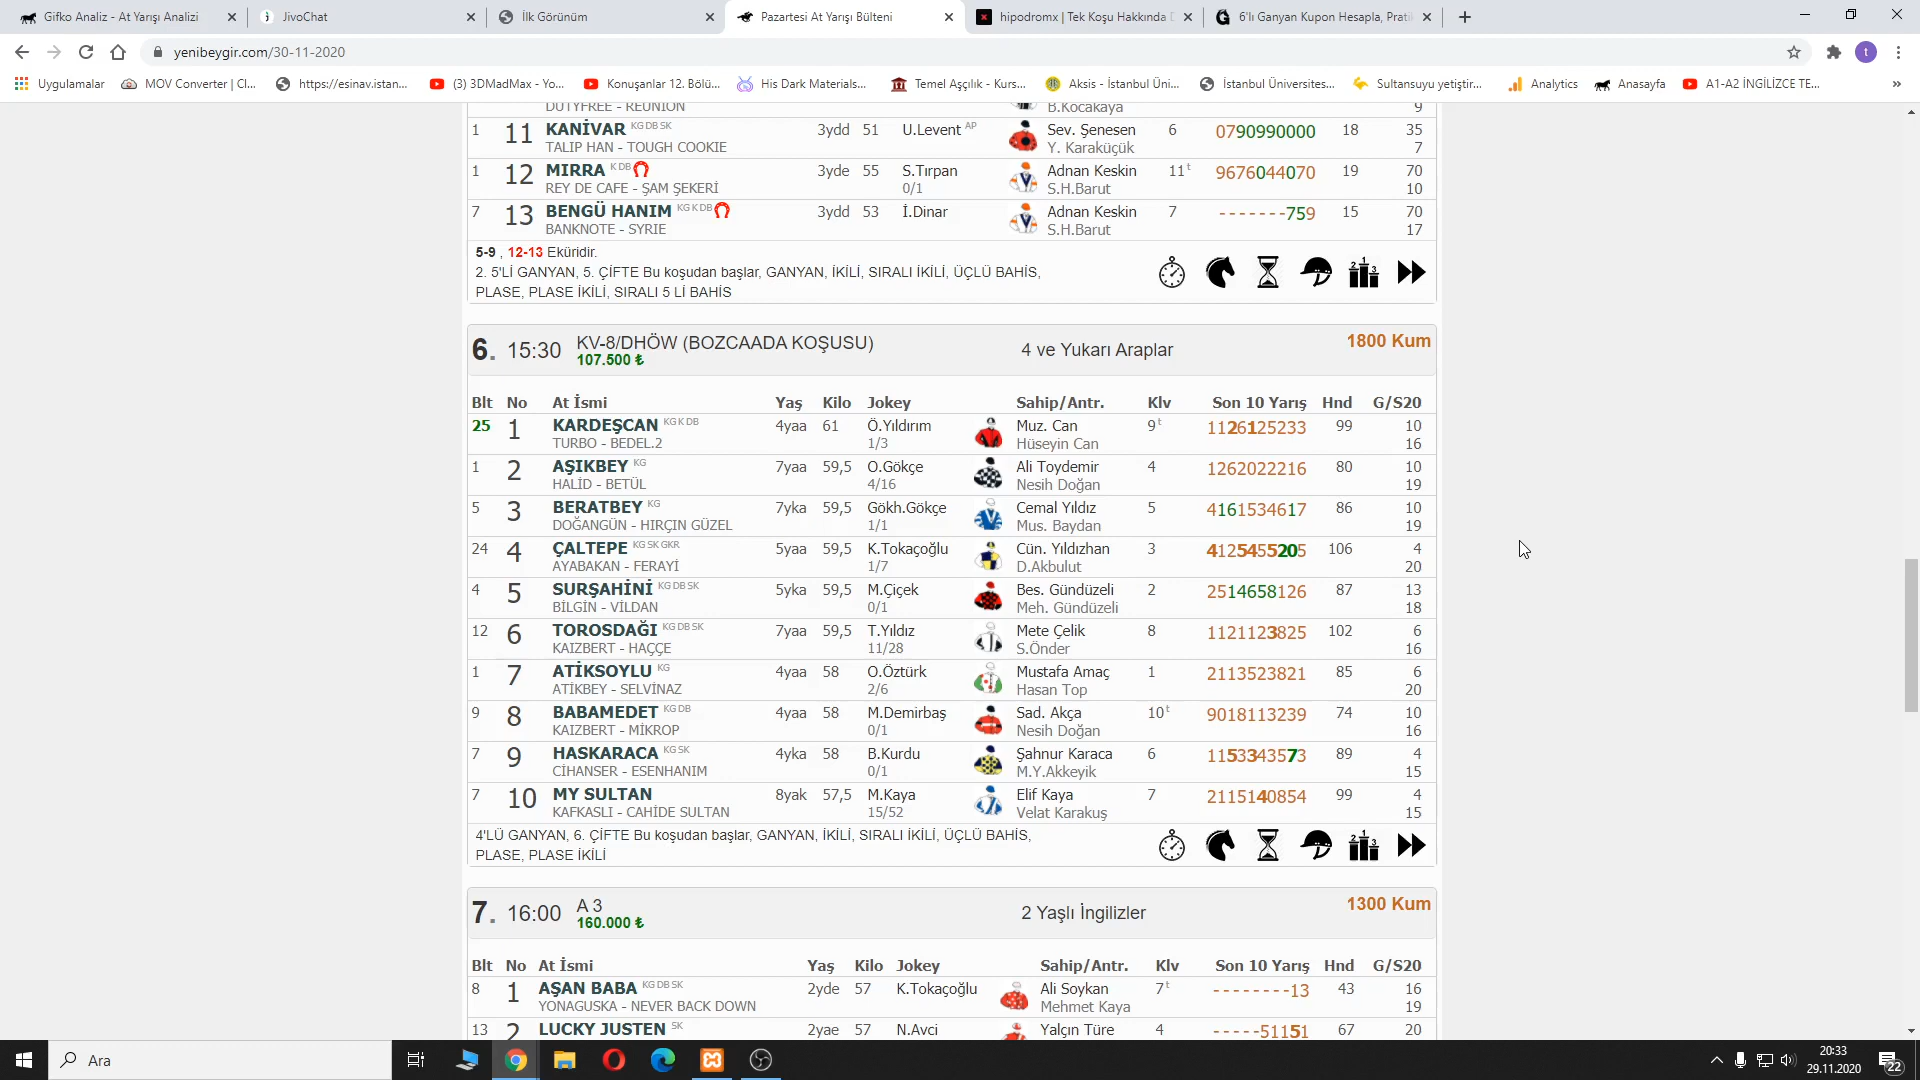 Gifko Analiz - At Yarışı Analizi
JivoChat
İlk Görünüm
Pazartesi At Yarışı Bülteni
hipodromx | Tek Koşu Hakkında
6'lı Ganyan Kupon Hesapla, Prati
yenibeygir.com/30-11-2020
t
Uygulamalar
MOV Converter | Cl...
https://esinav.istan...
(3) 3DMadMax - Yo...
Konuşanlar 12. Bölü...
His Dark Materials...
Temel Aşçılık - Kurs...
Aksis - İstanbul Üni...
İstanbul Üniversites...
Sultansuyu yetiştir...
Analytics
Anasayfa
A1-A2 İNGİLİZCE TE...
»
DUTYFREE - REUNION B.Kocakaya 9
1 11 KANİVAR KG DB SK 3ydd 51 U.Levent AP Sev. Şenesen 6 0790990000 18 35
TALIP HAN - TOUGH COOKIE Y. Karaküçük 7
1 12 MIRRA K DB 3yde 55 S.Tırpan Adnan Keskin 11 t 9676044070 19 70
REY DE CAFE - ŞAM ŞEKERİ 0/1 S.H.Barut 10
7 13 BENGÜ HANIM KG K DB 3ydd 53 İ.Dinar Adnan Keskin 7 -------759 15 70
BANKNOTE - SYRIE S.H.Barut 17
5-9 , 12-13 Eküridir.
2. 5'Lİ GANYAN, 5. ÇİFTE Bu koşudan başlar, GANYAN, İKİLİ, SIRALI İKİLİ, ÜÇLÜ BAHİS,
PLASE, PLASE İKİLİ, SIRALI 5 Lİ BAHİS
6. 15:30 KV-8/DHÖW (BOZCAADA KOŞUSU) 4 ve Yukarı Araplar 1800 Kum
107.500 ₺
Blt No At İsmi Yaş Kilo Jokey Sahip/Antr. Klv Son 10 Yarış Hnd G/S20
25 1 KARDEŞCAN KG K DB 4yaa 61 Ö.Yıldırım Muz. Can 9 t 1126125233 99 10
TURBO - BEDEL.2 1/3 Hüseyin Can 16
1 2 AŞIKBEY KG 7yaa 59,5 O.Gökçe Ali Toydemir 4 1262022216 80 10
HALİD - BETÜL 4/16 Nesih Doğan 19
5 3 BERATBEY KG 7yka 59,5 Gökh.Gökçe Cemal Yıldız 5 4161534617 86 10
DOĞANGÜN - HIRÇIN GÜZEL 1/1 Mus. Baydan 19
24 4 ÇALTEPE KG SK GKR 5yaa 59,5 K.Tokaçoğlu Cün. Yıldızhan 3 4125455205 106 4
AYABAKAN - FERAYİ 1/7 D.Akbulut 20
4 5 SURŞAHİNİ KG DB SK 5yka 59,5 M.Çiçek Bes. Gündüzeli 2 2514658126 87 13
BİLGİN - VİLDAN 0/1 Meh. Gündüzeli 18
12 6 TOROSDAĞI KG DB SK 7yaa 59,5 T.Yıldız Mete Çelik 8 1121123825 102 6
KAIZBERT - HAÇÇE 11/28 S.Önder 16
1 7 ATİKSOYLU KG 4yaa 58 O.Öztürk Mustafa Amaç 1 2113523821 85 6
ATİKBEY - SELVİNAZ 2/6 Hasan Top 20
9 8 BABAMEDET KG DB 4yaa 58 M.Demirbaş Sad. Akça 10 t 9018113239 74 10
KAIZBERT - MİKROP 0/1 Nesih Doğan 16
7 9 HASKARACA KG SK 4yka 58 B.Kurdu Şahnur Karaca 6 1153343573 89 4
CİHANSER - ESENHANIM 0/1 M.Y.Akkeyik 15
7 10 MY SULTAN 8yak 57,5 M.Kaya Elif Kaya 7 2115140854 99 4
KAFKASLI - CAHİDE SULTAN 15/52 Velat Karakuş 15
4'LÜ GANYAN, 6. ÇİFTE Bu koşudan başlar, GANYAN, İKİLİ, SIRALI İKİLİ, ÜÇLÜ BAHİS,
PLASE, PLASE İKİLİ
7. 16:00 A 3 2 Yaşlı İngilizler 1300 Kum
160.000 ₺
Blt No At İsmi Yaş Kilo Jokey Sahip/Antr. Klv Son 10 Yarış Hnd G/S20
8 1 AŞAN BABA KG DB SK 2yde 57 K.Tokaçoğlu Ali Soykan 7 t --------13 43 16
YONAGUSKA - NEVER BACK DOWN Mehmet Kaya 19
13 2 LUCKY JUSTEN SK 2yae 57 N.Avci Yalçın Türe 4 -----51151 67 20
Ara
20:33
29.11.2020
22